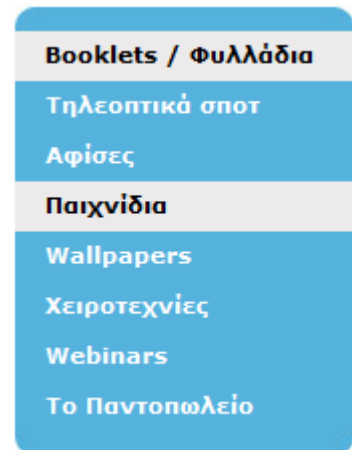 Booklets / Φυλλάδια
Τηλεοπτικά σποτ
Αφίσες
Παιχνίδια
Wallpapers
Χειροτεχνίες
Webinars
Το Παντοπωλείο